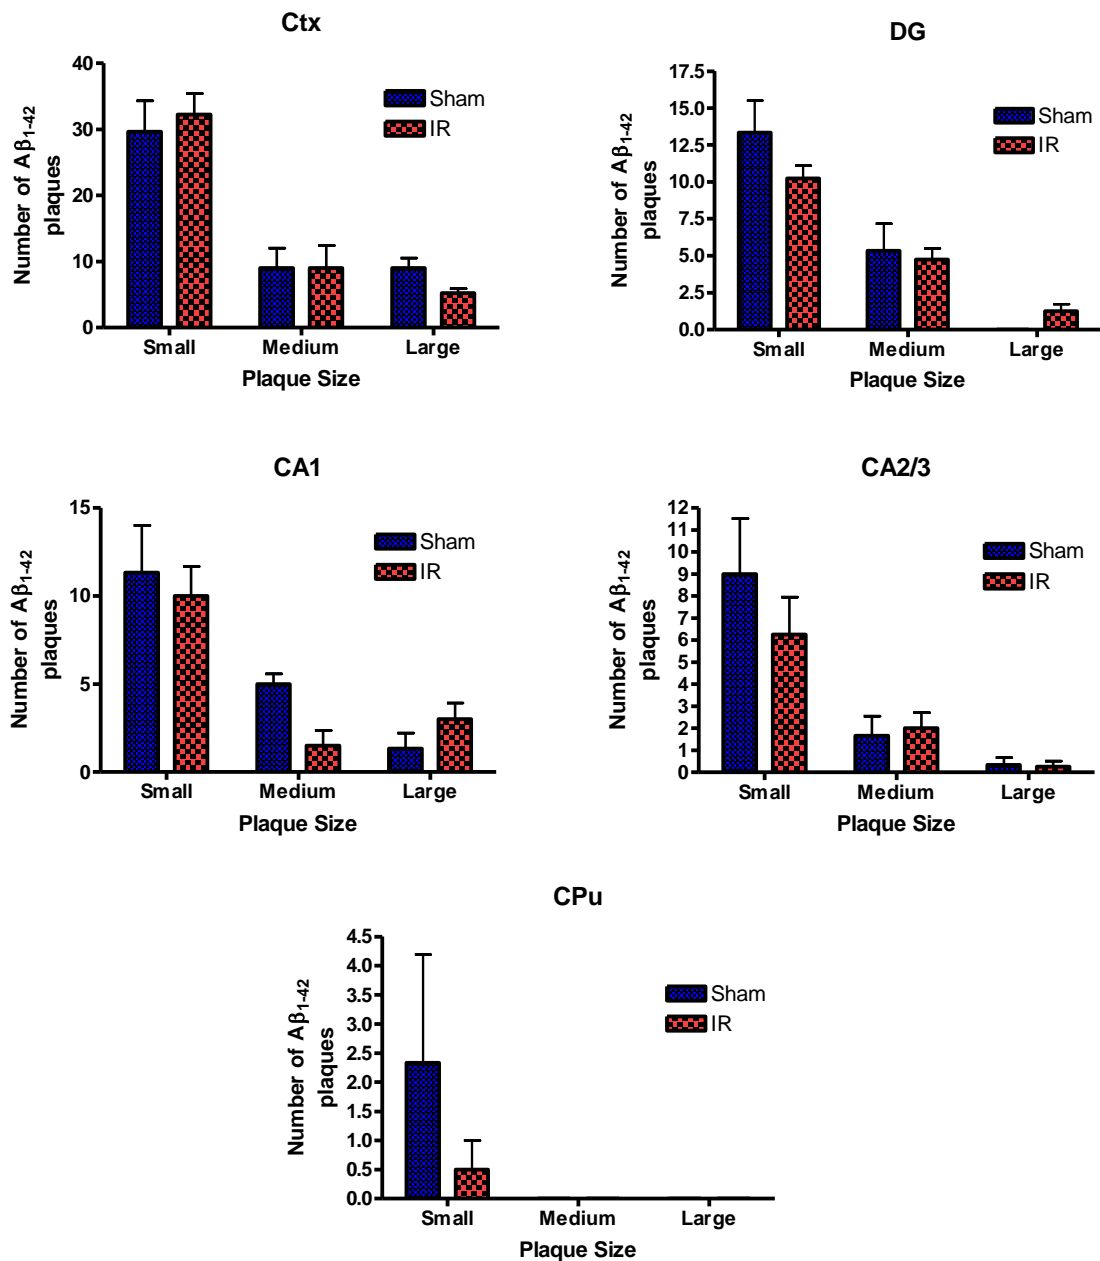 Ctx
Number of Aβ1-42
plaques
40
30
20
10
0
Sham
IR
Small Medium Large
Plaque Size
DG
Number of Aβ1-42
plaques
17.5
15.0
12.5
10.0
7.5
5.0
2.5
0.0
Sham
IR
Small Medium Large
Plaque Size
CA1
Number of Aβ1-42
plaques
15
10
5
0
Sham
IR
Small Medium Large
Plaque Size
CA2/3
Number of Aβ1-42
plaques
12
11
10
9
8
7
6
5
4
3
2
1
0
Sham
IR
Small Medium Large
Plaque Size
CPu
Number of Aβ1-42
plaques
4.5
4.0
3.5
3.0
2.5
2.0
1.5
1.0
0.5
0.0
Sham
IR
Small Medium Large
Plaque Size